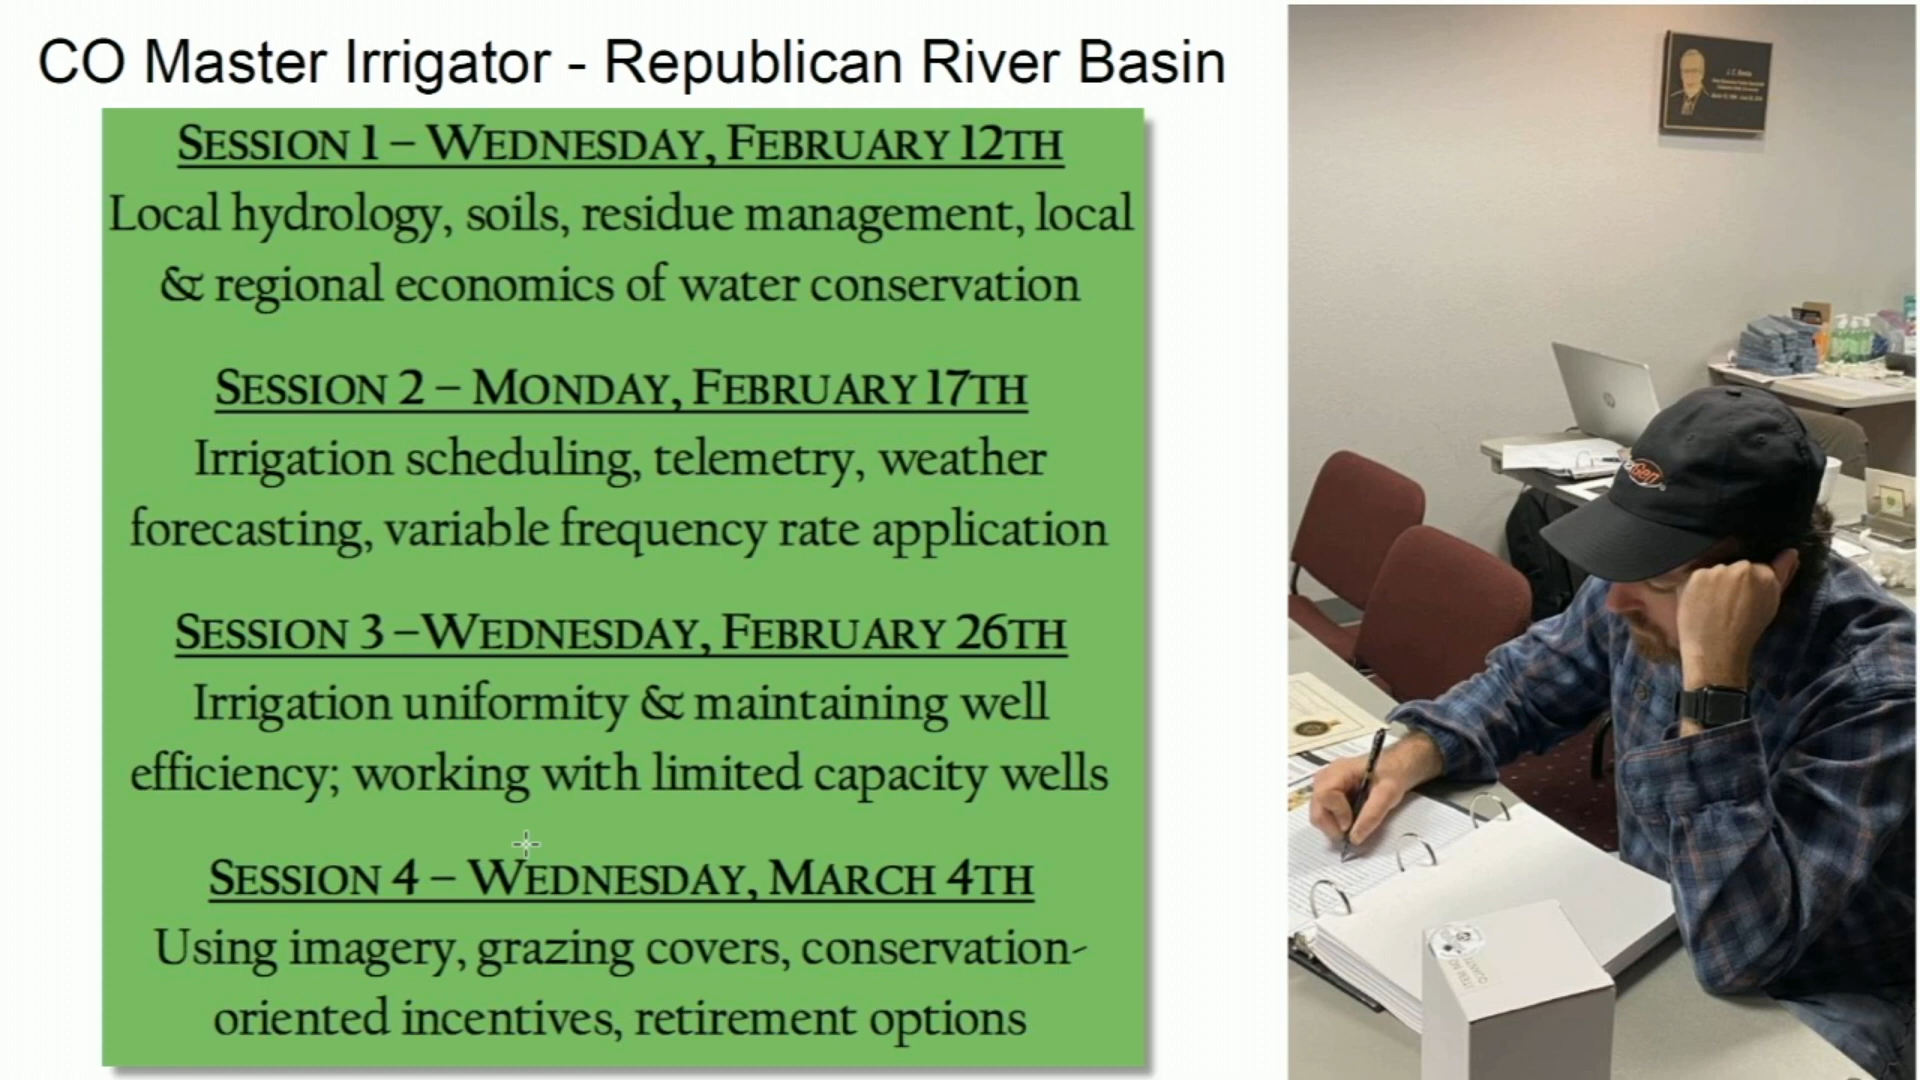 CO Master Irrigator - Republican River Basin
SESSION 1 – WEDNESDAY, FEBRUARY 12TH
Local hydrology, soils, residue management, local
& regional economics of water conservation
SESSION 2 – MONDAY, FEBRUARY 17TH
Irrigation scheduling, telemetry, weather
forecasting, variable frequency rate application
SESSION 3 –WEDNESDAY, FEBRUARY 26TH
Irrigation uniformity & maintaining well
efficiency; working with limited capacity wells
SESSION 4 – WEDNESDAY, MARCH 4TH
Using imagery, grazing covers, conservation-
oriented incentives, retirement options